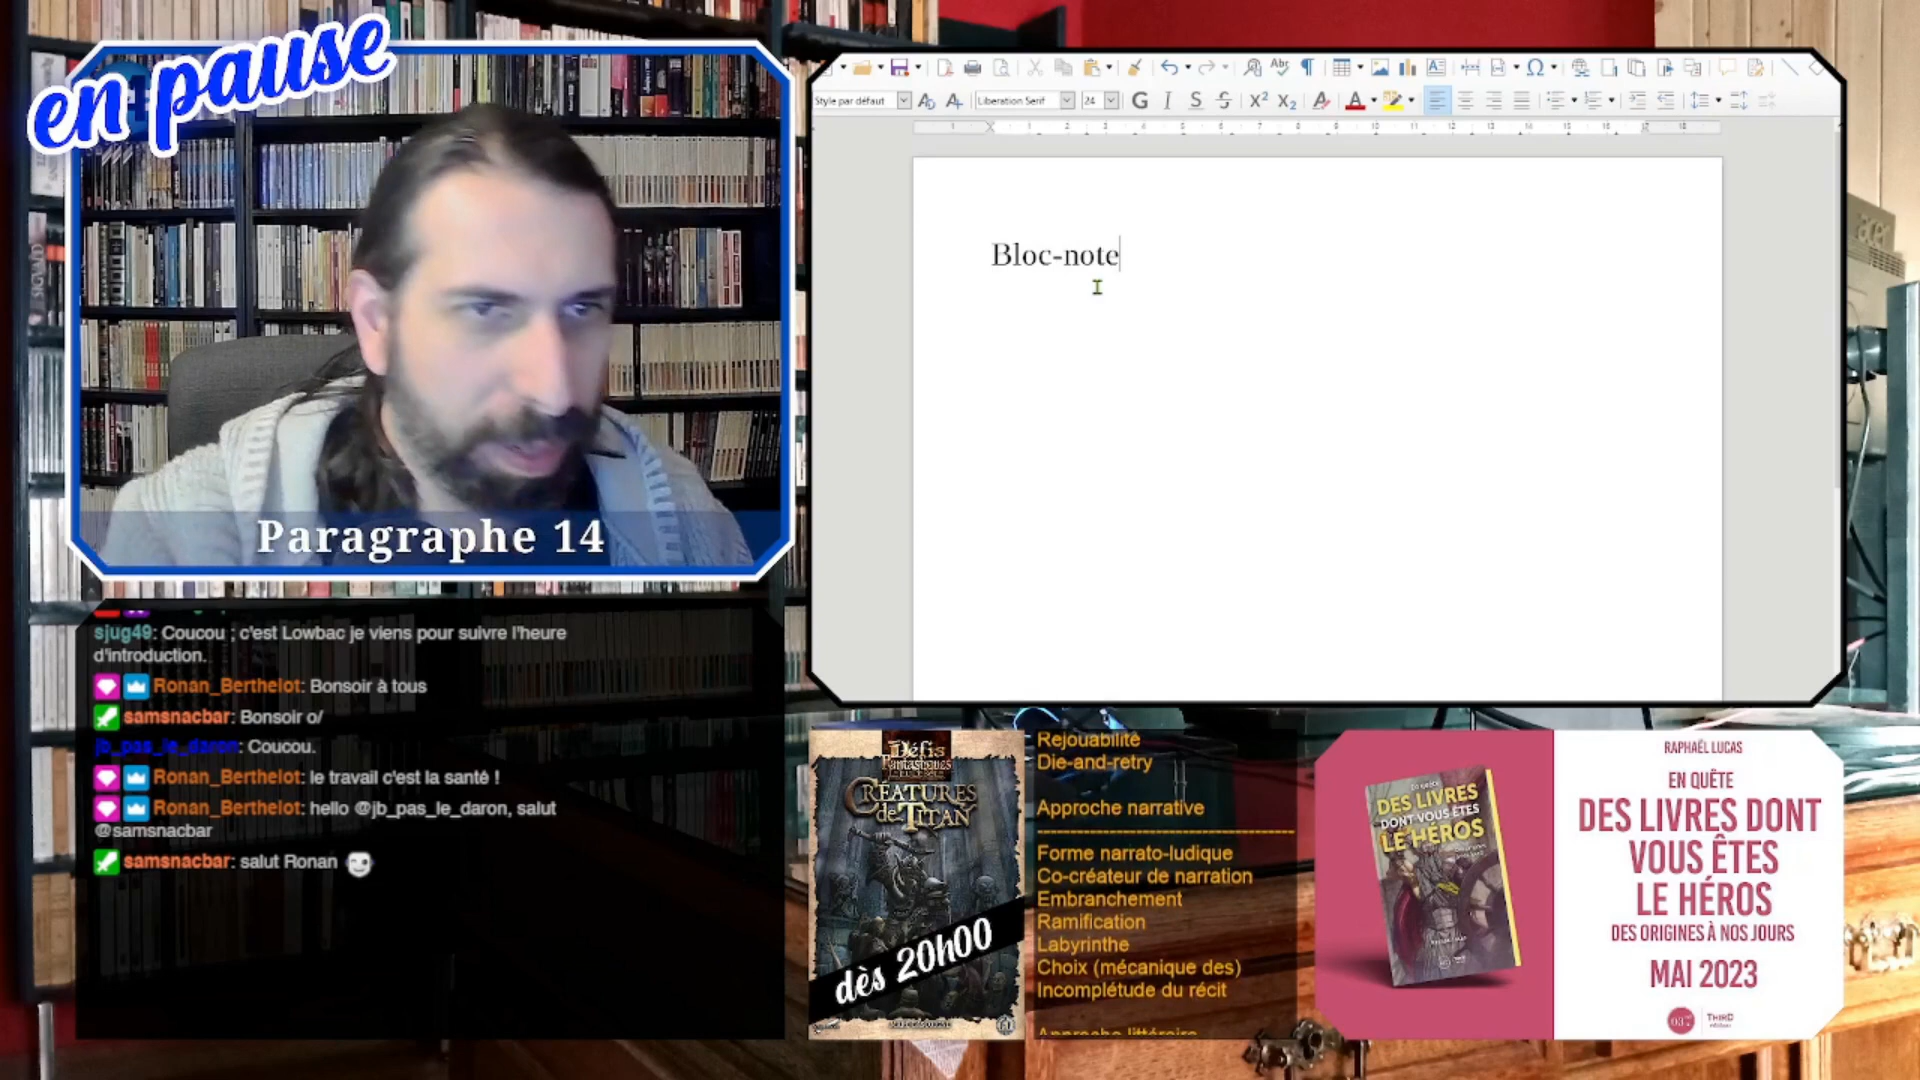 en pause
Paragraphe 14
sjug49: Coucou ; c'est Lowbac je viens pour suivre l'heure
d'introduction.
Ronan_Berthelot: Bonsoir à tous
samsnacbar: Bonsoir o/
jb_pas_le_daron: Coucou.
Ronan_Berthelot: le travail c'est la santé !
Ronan_Berthelot: hello @jb_pas_le_daron, salut
@samsnacbar
samsnacbar: salut Ronan
Style par défaut
Liberation Serif
24
Bloc-note
acer
Défis
Fantastiques
CRÉATURES
de TITAN
dès 20h00
Rejouabilité
Die-and-retry
Approche narrative
Forme narrato-ludique
Co-créateur de narration
Embranchement
Ramification
Labyrinthe
Choix (mécanique des)
Incomplétude du récit
Approche littéraire
DES LIVRES
DONT VOUS ÊTES
LE HÉROS
RAPHAËL LUCAS
EN QUÊTE
DES LIVRES DONT
VOUS ÊTES
LE HÉROS
DES ORIGINES À NOS JOURS
MAI 2023
THIRD